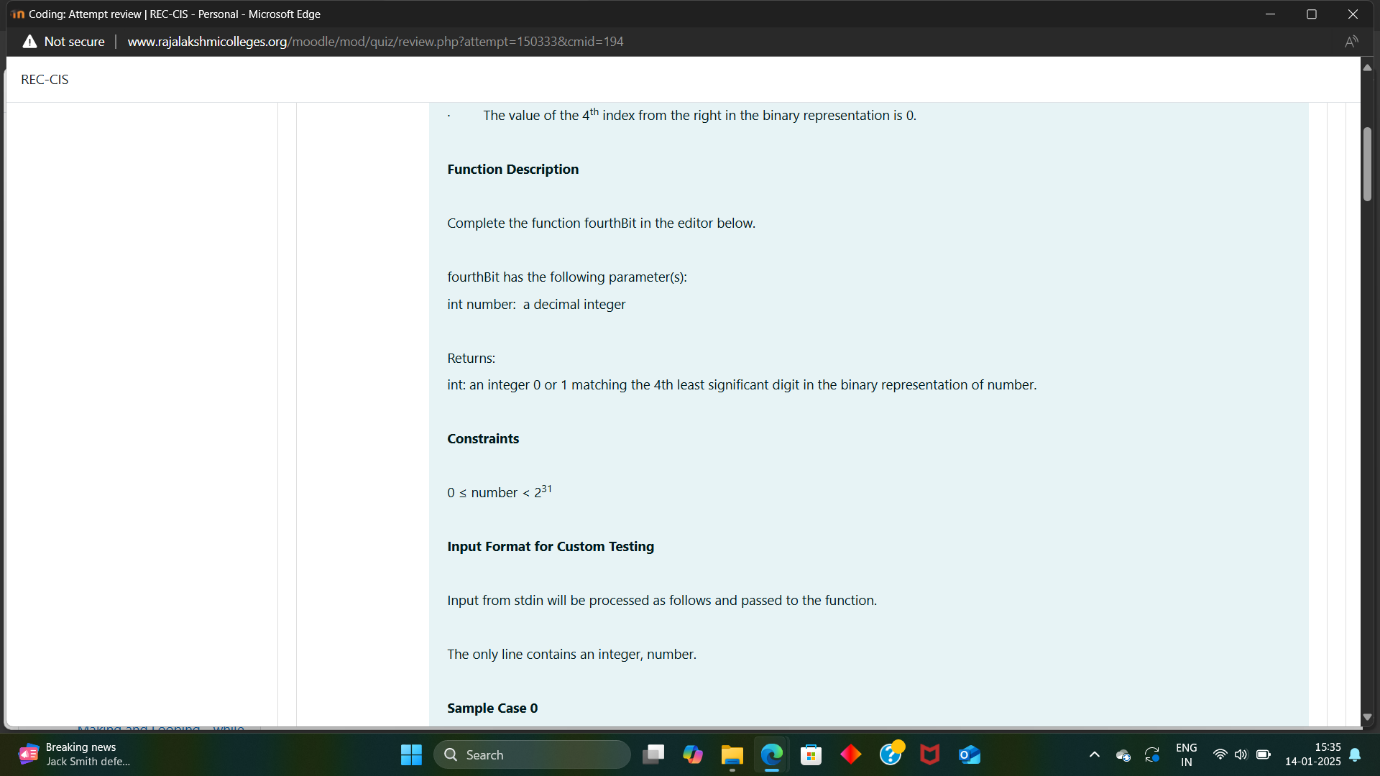 Coding: Attempt review | REC-CIS - Personal - Microsoft Edge
Not secure | www.rajalakshmicolleges.org/moodle/mod/quiz/review.php?attempt=150333&cmid=194
REC-CIS
· The value of the 4th index from the right in the binary representation is 0.
Function Description
Complete the function fourthBit in the editor below.
fourthBit has the following parameter(s):
int number: a decimal integer
Returns:
int: an integer 0 or 1 matching the 4th least significant digit in the binary representation of number.
Constraints
0 ≤ number < 2³¹
Input Format for Custom Testing
Input from stdin will be processed as follows and passed to the function.
The only line contains an integer, number.
Sample Case 0
Making and Looping - while
Breaking news
Jack Smith defe...
Search
ENG
IN
15:35
14-01-2025